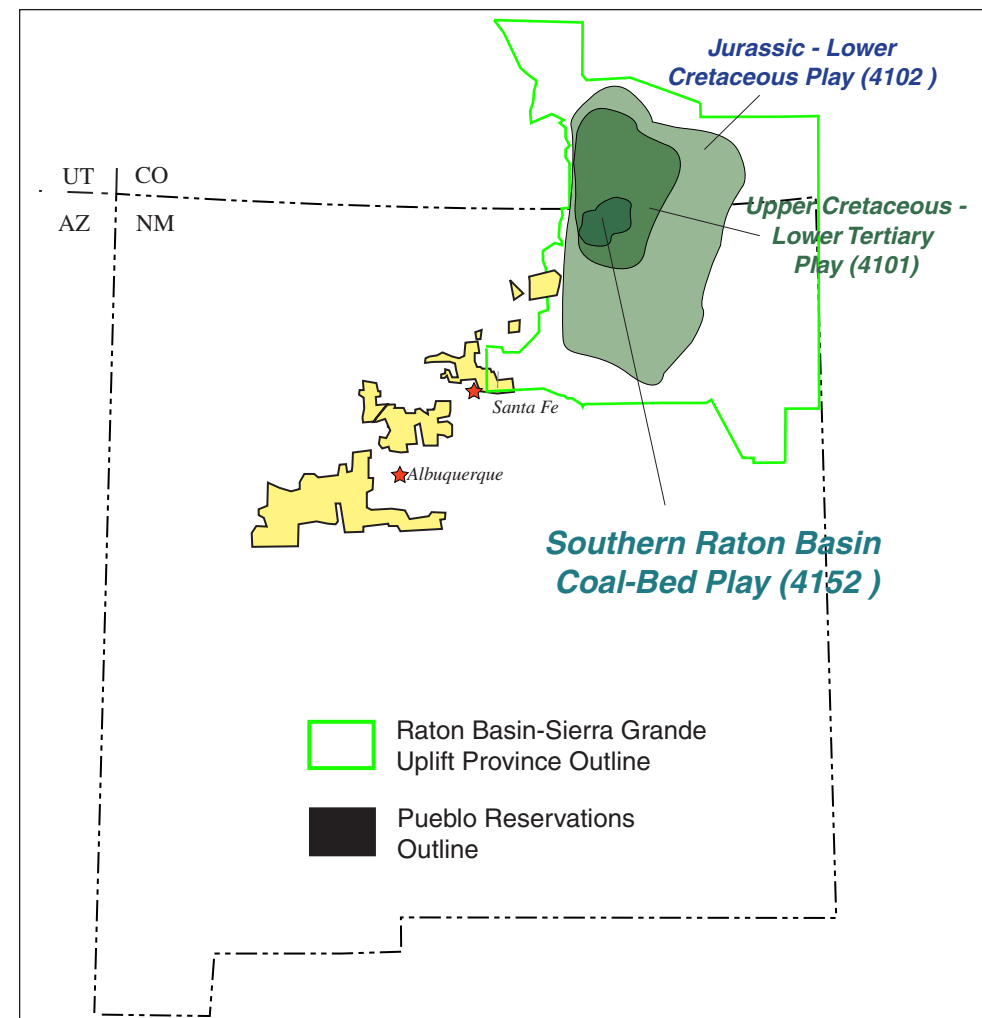 Jurassic - Lower
Cretaceous Play (4102 )
UT
CO
AZ
NM
Upper Cretaceous -
Lower Tertiary
Play (4101)
Santa Fe
Albuquerque
Southern Raton Basin
Coal-Bed Play (4152 )
Raton Basin-Sierra Grande
Uplift Province Outline
Pueblo Reservations
Outline